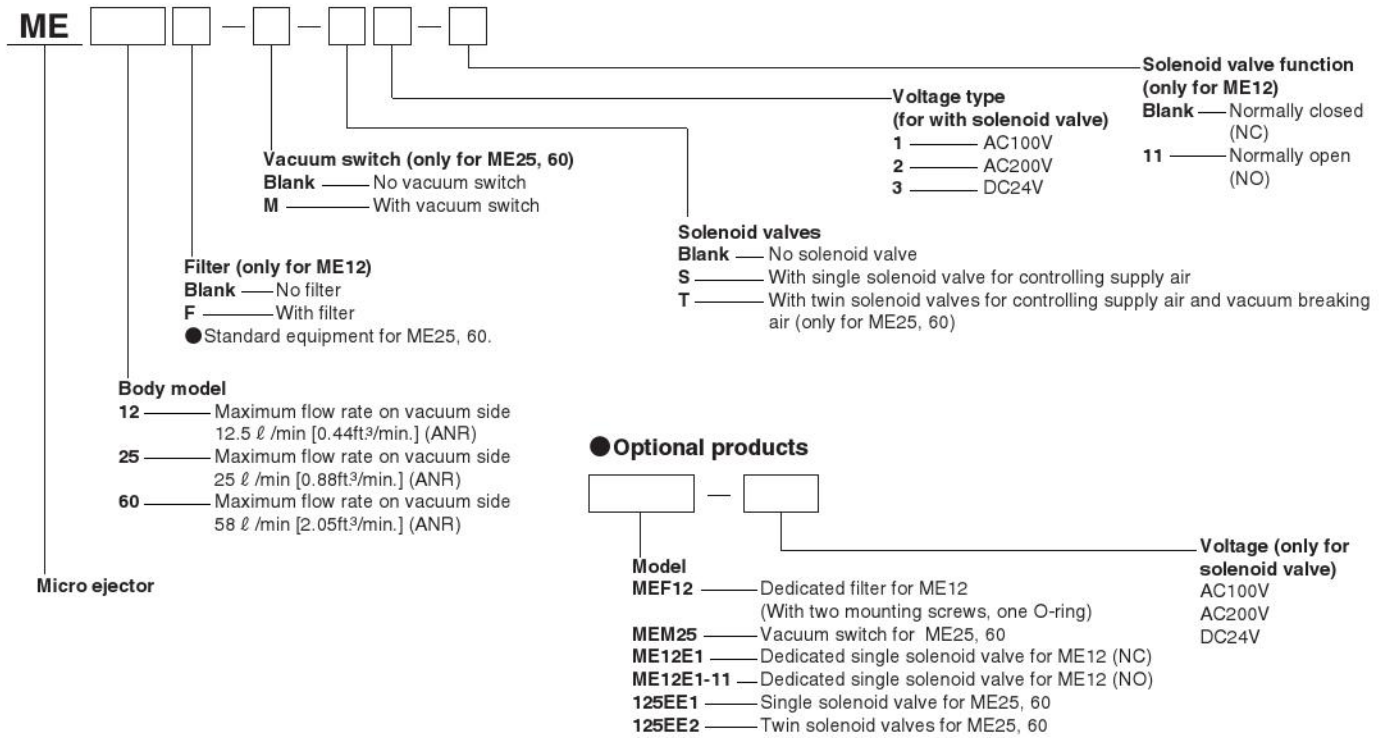 ME — — —
Solenoid valve function
(only for ME12)
Blank — Normally closed
(NC)
11 — Normally open
(NO)
Voltage type
(for with solenoid valve)
1 — AC100V
2 — AC200V
3 — DC24V
Vacuum switch (only for ME25, 60)
Blank — No vacuum switch
M — With vacuum switch
Solenoid valves
Blank — No solenoid valve
S — With single solenoid valve for controlling supply air
T — With twin solenoid valves for controlling supply air and vacuum breaking
air (only for ME25, 60)
Filter (only for ME12)
Blank — No filter
F — With filter
●Standard equipment for ME25, 60.
Body model
12 — Maximum flow rate on vacuum side
12.5 ℓ /min [0.44ft.³/min.] (ANR)
25 — Maximum flow rate on vacuum side
25 ℓ /min [0.88ft.³/min.] (ANR)
60 — Maximum flow rate on vacuum side
58 ℓ /min [2.05ft.³/min.] (ANR)
Micro ejector
●Optional products
—
Model
MEF12 — Dedicated filter for ME12
(With two mounting screws, one O-ring)
MEM25 — Vacuum switch for ME25, 60
ME12E1 — Dedicated single solenoid valve for ME12 (NC)
ME12E1-11 — Dedicated single solenoid valve for ME12 (NO)
125EE1 — Single solenoid valve for ME25, 60
125EE2 — Twin solenoid valves for ME25, 60
Voltage (only for
solenoid valve)
AC100V
AC200V
DC24V